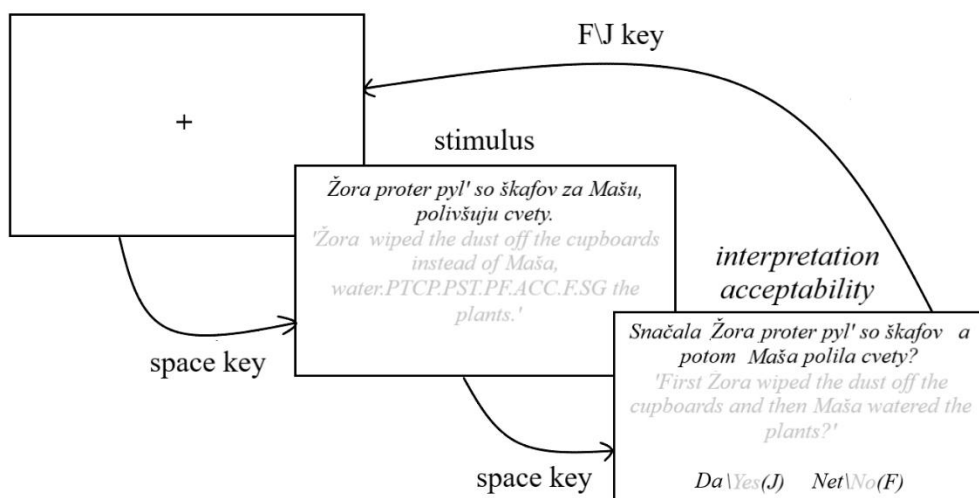 F\J key
+
stimulus
Žora proter pyl' so škafov za Mašu,
polivšuju cvety.
'Žora wiped the dust off the cupboards
instead of Maša,
water.PTCP.PST.PF.ACC.F.SG the
plants.'
space key
interpretation
acceptability
Snačala Žora proter pyl' so škafov a
potom Maša polila cvety?
'First Žora wiped the dust off the
cupboards and then Maša watered the
plants?'
Da\Yes(J) Net\No(F)
space key